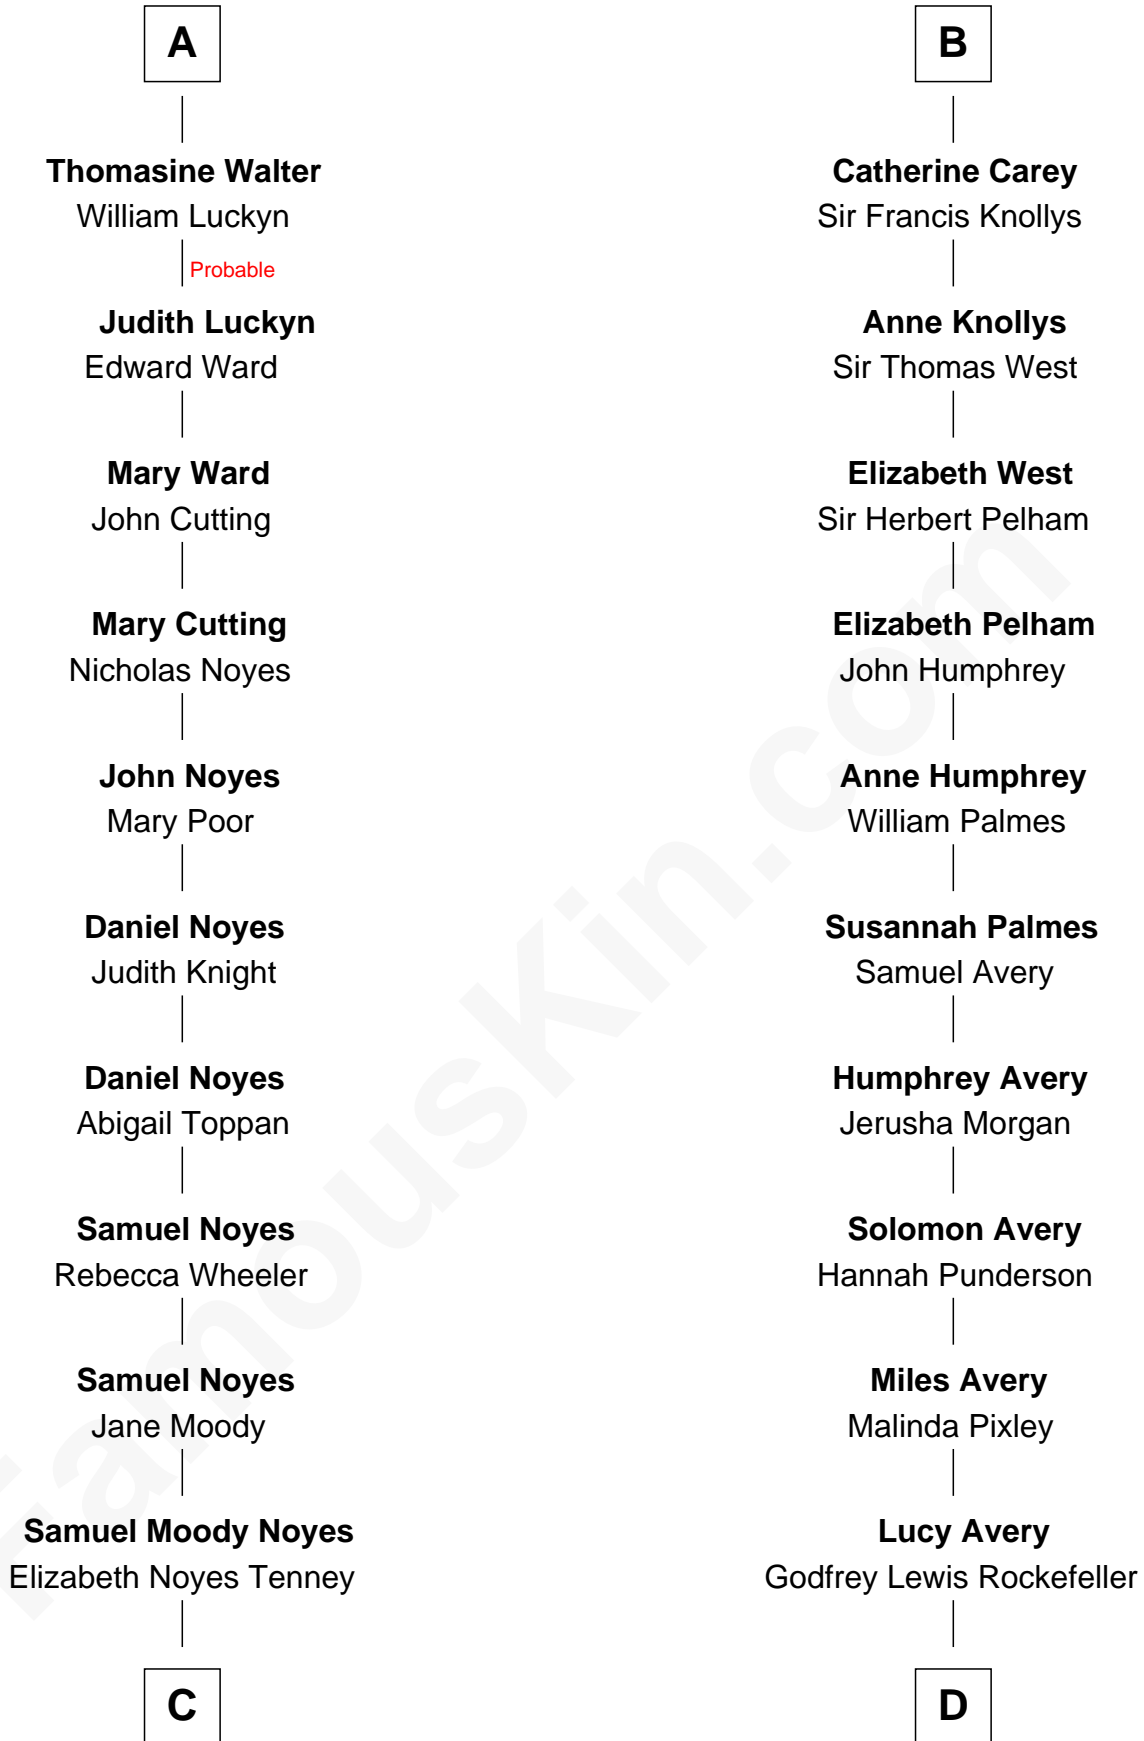 A
Thomasine Walter
William Luckyn
Probable
Judith Luckyn
Edward Ward
Mary Ward
John Cutting
Mary Cutting
Nicholas Noyes
John Noyes
Mary Poor
Daniel Noyes
Judith Knight
Daniel Noyes
Abigail Toppan
Samuel Noyes
Rebecca Wheeler
Samuel Noyes
Jane Moody
Samuel Moody Noyes
Elizabeth Noyes Tenney
C
B
Catherine Carey
Sir Francis Knollys
Anne Knollys
Sir Thomas West
Elizabeth West
Sir Herbert Pelham
Elizabeth Pelham
John Humphrey
Anne Humphrey
William Palmes
Susannah Palmes
Samuel Avery
Humphrey Avery
Jerusha Morgan
Solomon Avery
Hannah Punderson
Miles Avery
Malinda Pixley
Lucy Avery
Godfrey Lewis Rockefeller
D
FamousKin.com